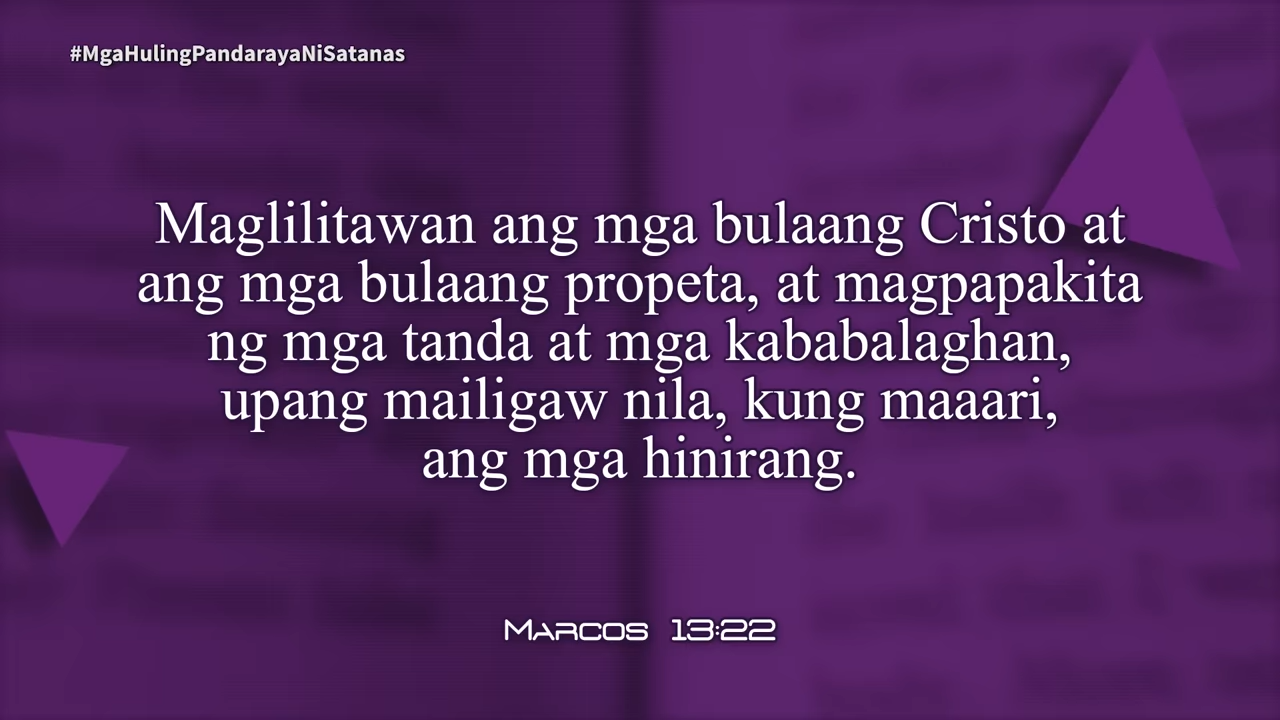 #MgaHulingPandarayaNiSatanas
Maglilitawan ang mga bulaang Cristo at
ang mga bulaang propeta, at magpapakita
ng mga tanda at mga kababalaghan,
upang mailigaw nila, kung maaari,
ang mga hinirang.
Marcos 13:22